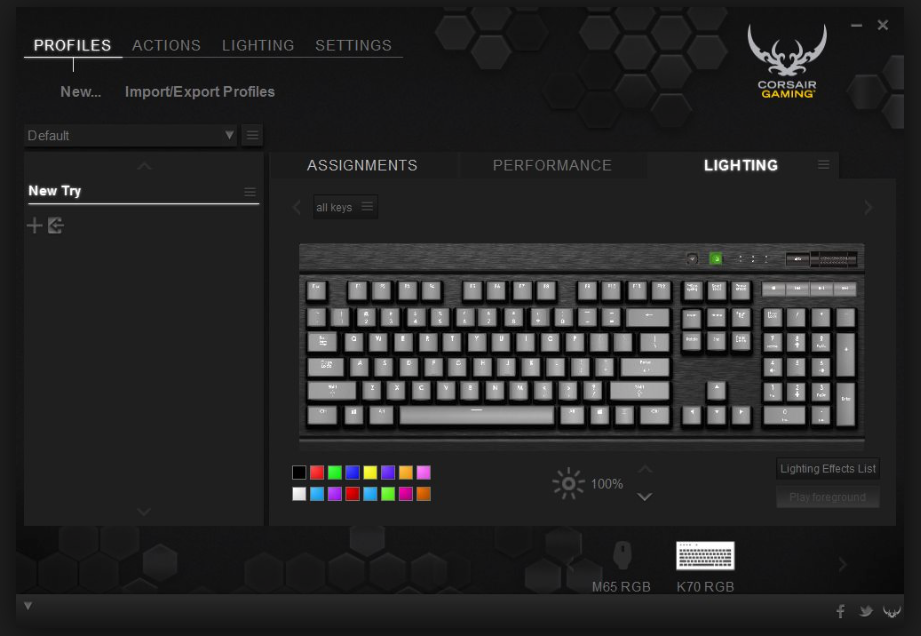 PROFILES ACTIONS LIGHTING SETTINGS
CORSAIR
GAMING
New... Import/Export Profiles
Default
ASSIGNMENTS PERFORMANCE LIGHTING
New Try
all keys
Q W E R T Y U I O P
A S D F G H J K L
Z X C V B N M
100%
Lighting Effects List
Play foreground
M65 RGB K70 RGB